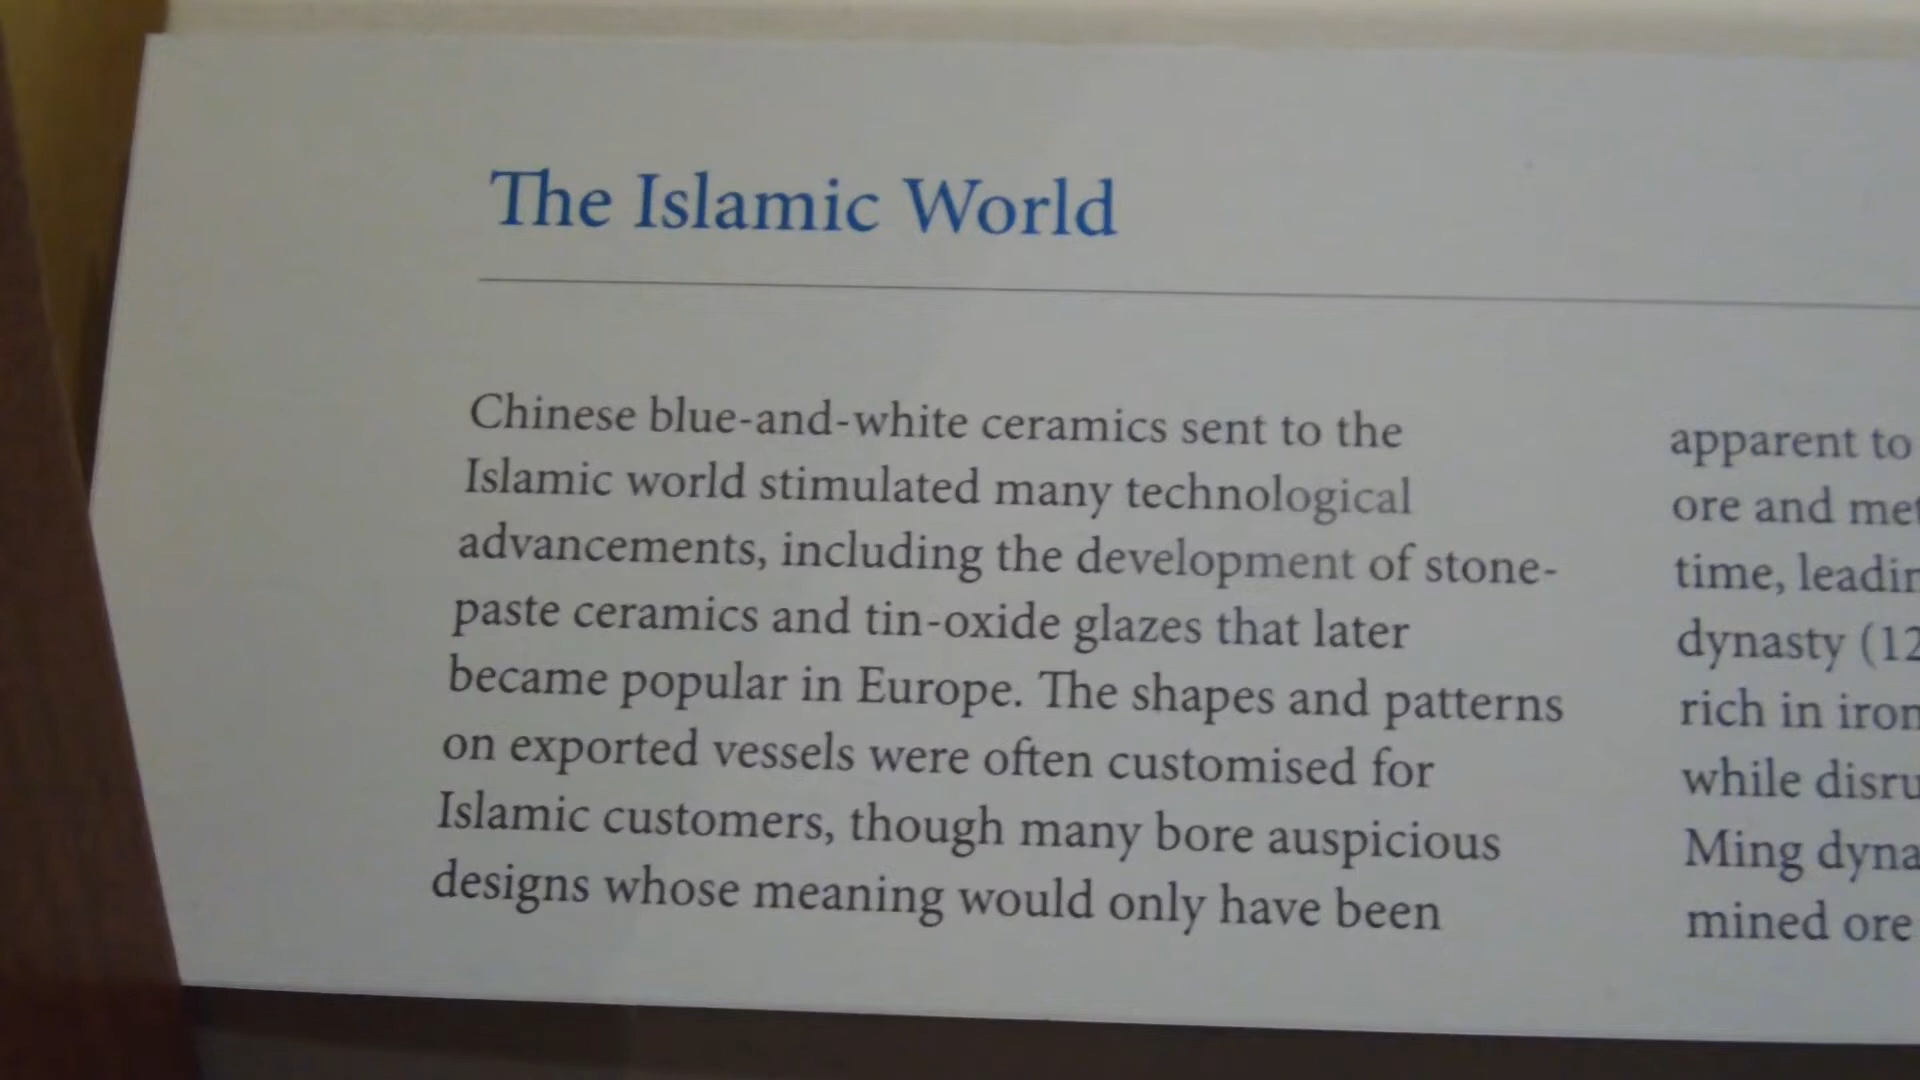 The Islamic World
Chinese blue-and-white ceramics sent to the
Islamic world stimulated many technological
advancements, including the development of stone-
paste ceramics and tin-oxide glazes that later
became popular in Europe. The shapes and patterns
on exported vessels were often customised for
Islamic customers, though many bore auspicious
designs whose meaning would only have been
apparent to
ore and
time,
dynasty (12
rich in
while
Ming
mined ore